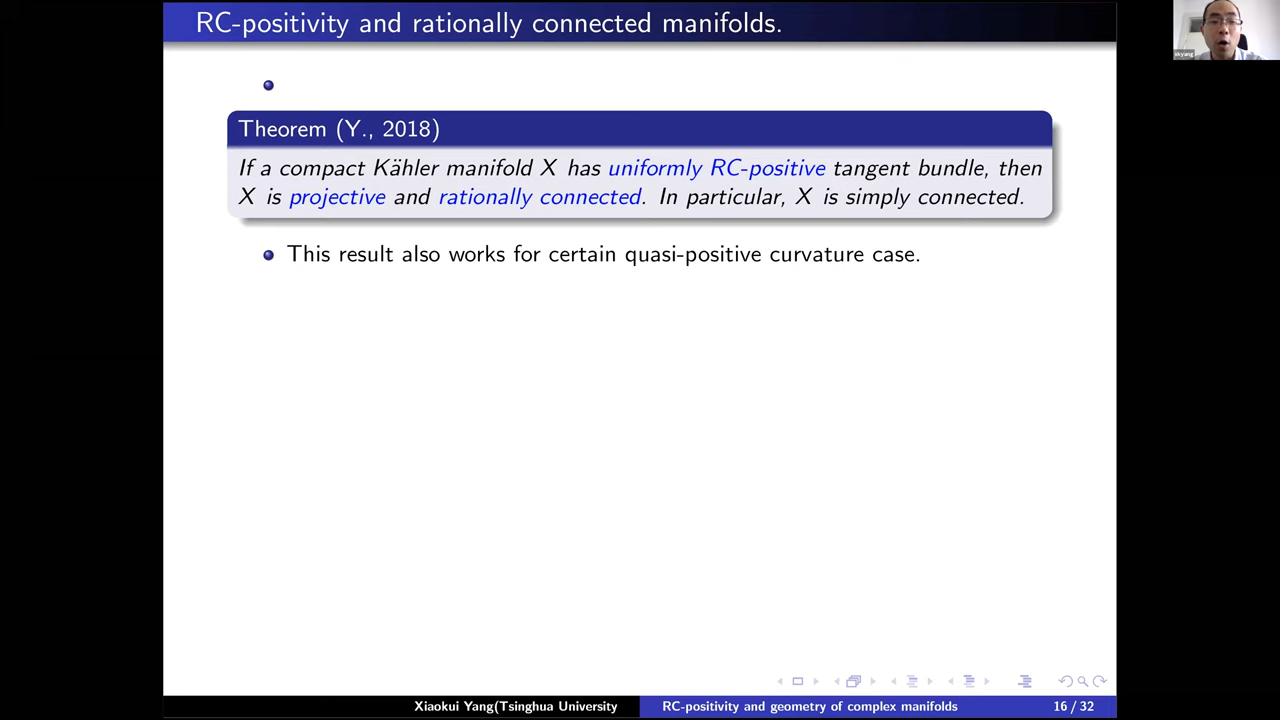 RC-positivity and rationally connected manifolds.
Theorem (Y., 2018)
If a compact Kähler manifold X has uniformly RC-positive tangent bundle, then
X is projective and rationally connected. In particular, X is simply connected.
This result also works for certain quasi-positive curvature case.
xkyang
Xiaokui Yang(Tsinghua University
RC-positivity and geometry of complex manifolds
16 / 32